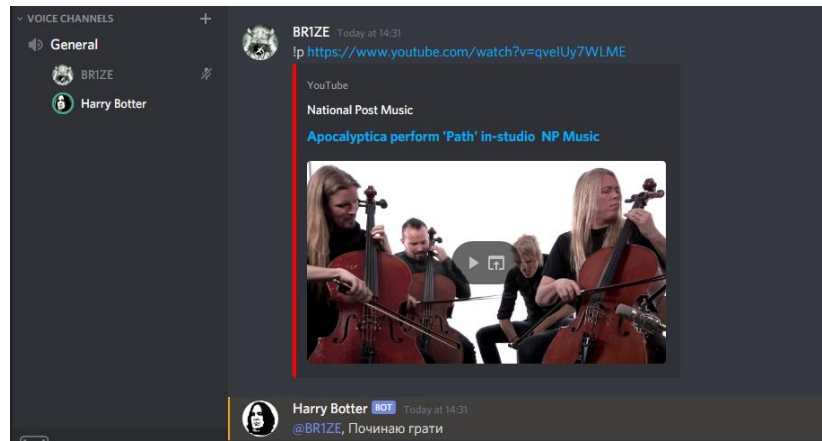 VOICE CHANNELS
General
BR1ZE
Harry Botter
BR1ZE Today at 14:31
!p https://www.youtube.com/watch?v=qveIUy7WLME
YouTube
National Post Music
Apocalyptica perform 'Path' in-studio NP Music
Harry Botter BOT Today at 14:31
@BR1ZE, Починаю грати